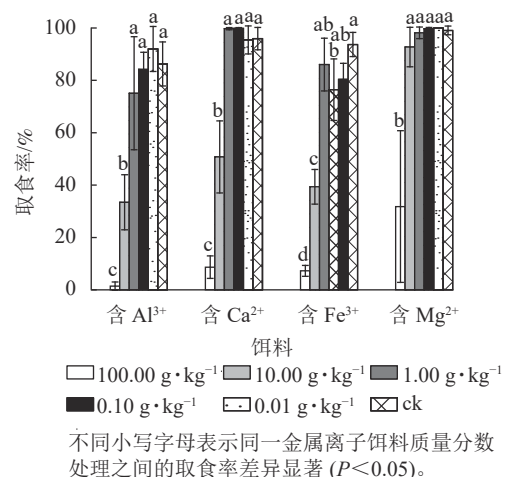 取食率/%
100
80
60
40
20
0
c b a a a a
c b a a a a
d c ab b ab a
b a a a a a
含 Al³⁺ 含 Ca²⁺ 含 Fe³⁺ 含 Mg²⁺
饵料
100.00 g·kg⁻¹ 10.00 g·kg⁻¹ 1.00 g·kg⁻¹
0.10 g·kg⁻¹ 0.01 g·kg⁻¹ ck
不同小写字母表示同一金属离子饵料质量分数
处理之间的取食率差异显著 (P<0.05)。